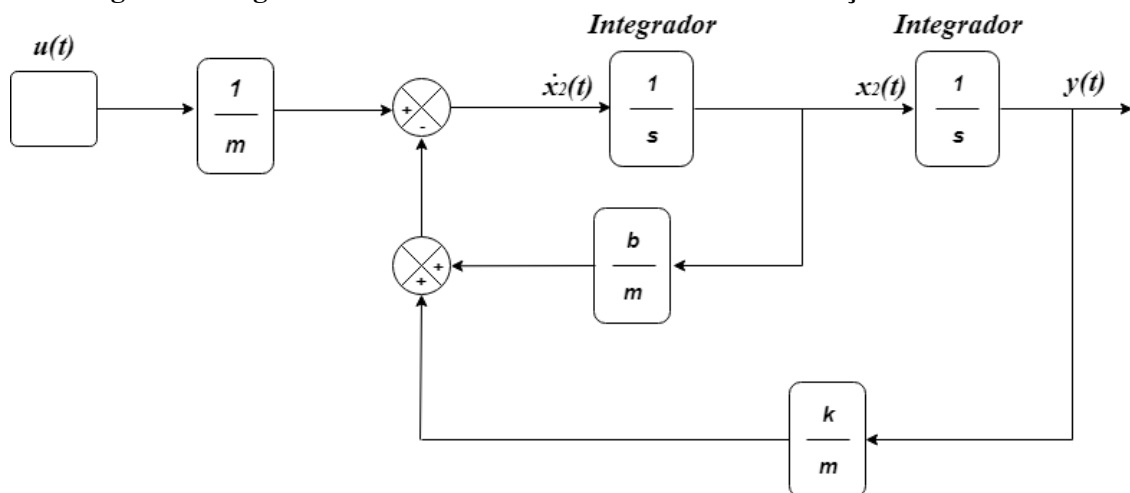 Integrador Integrador
u(t)
1
m
+
-
ẋ2(t)
1
s
x2(t)
1
s
y(t)
b
m
+
+
k
m